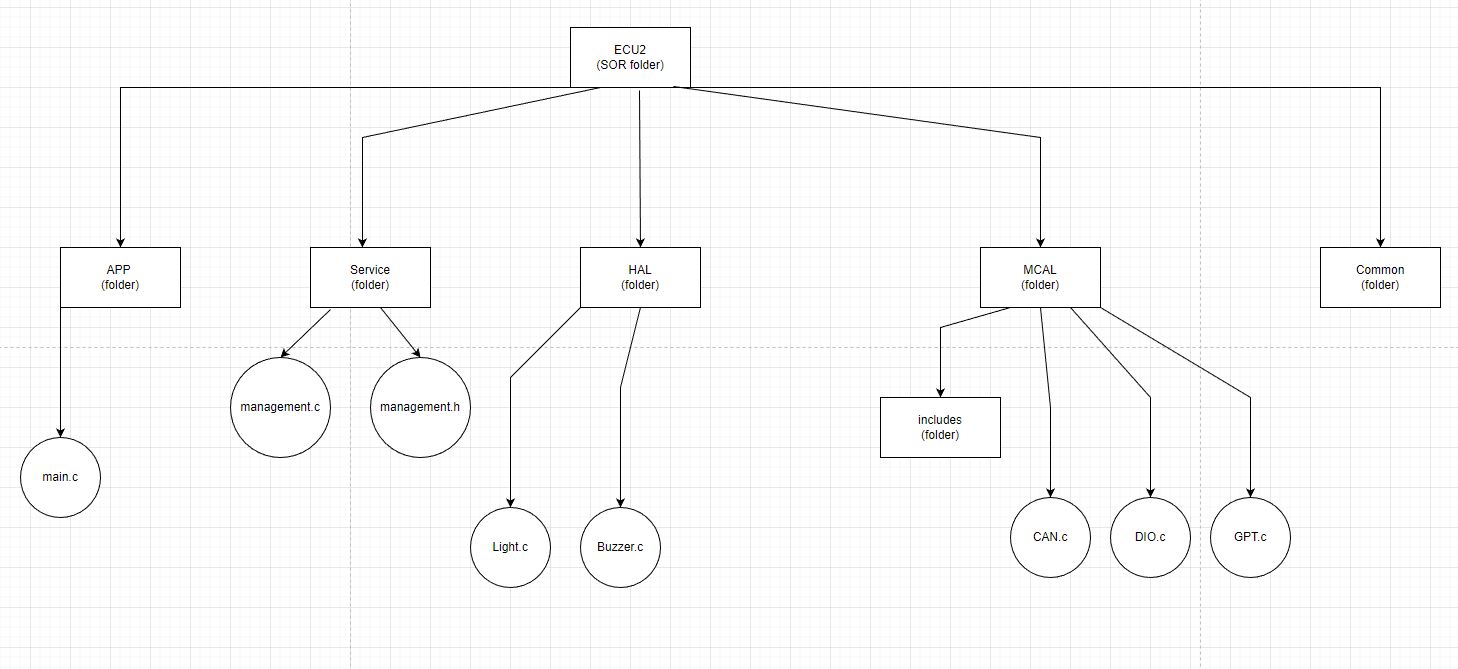 ECU2
(SOR folder)
APP
(folder)
Service
(folder)
HAL
(folder)
MCAL
(folder)
Common
(folder)
management.c
management.h
includes
(folder)
main.c
Light.c
Buzzer.c
CAN.c
DIO.c
GPT.c